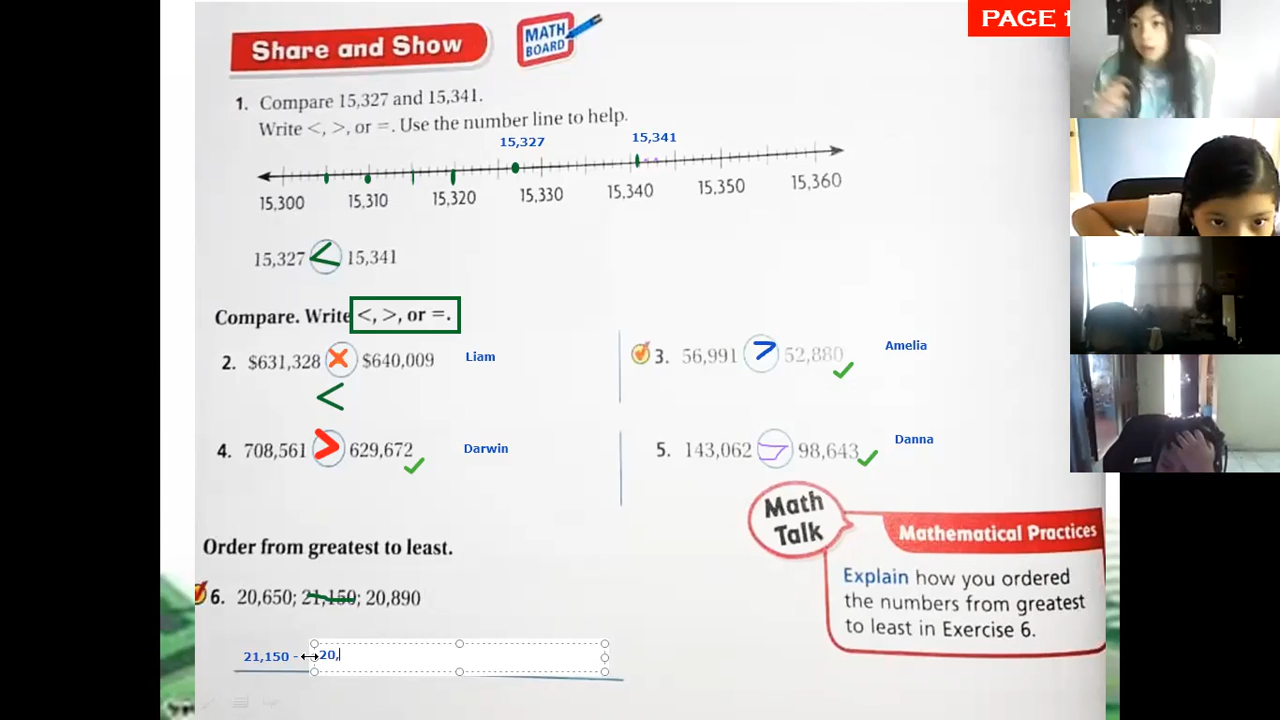 PAGE 1
Share and Show
MATH
BOARD
1. Compare 15,327 and 15,341.
Write <, >, or =. Use the number line to help.
15,327 15,341
15,300 15,310 15,320 15,330 15,340 15,350 15,360
15,327 < 15,341
Compare. Write <, >, or =.
2. $631,328 × $640,009 Liam
<
3. 56,991 > 52,880 Amelia
4. 708,561 > 629,672 Darwin
5. 143,062 > 98,643 Danna
Order from greatest to least.
6. 20,650; 21,150; 20,890
21,150 - 20,
Math
Talk
Mathematical Practices
Explain how you ordered
the numbers from greatest
to least in Exercise 6.